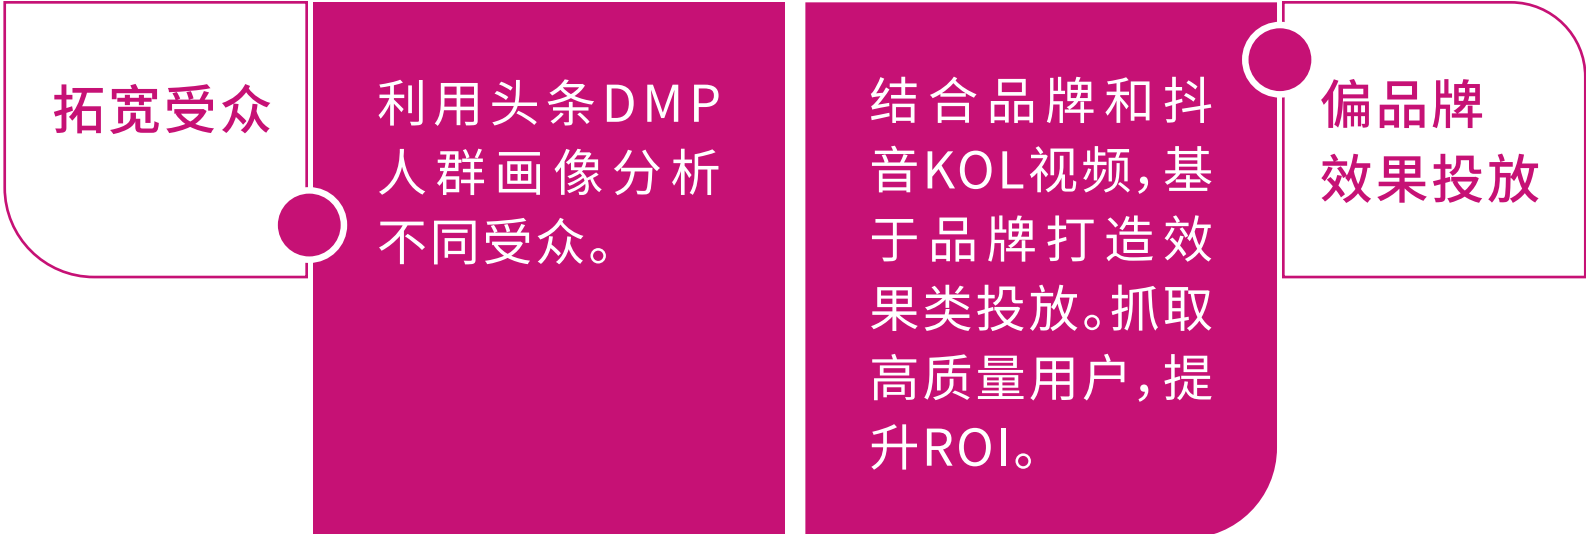 拓宽受众
利用头条DMP
人群画像分析
不同受众。
结合品牌和抖
音KOL视频，基
于品牌打造效
果类投放。抓取
高质量用户，提
升ROI。
偏品牌
效果投放